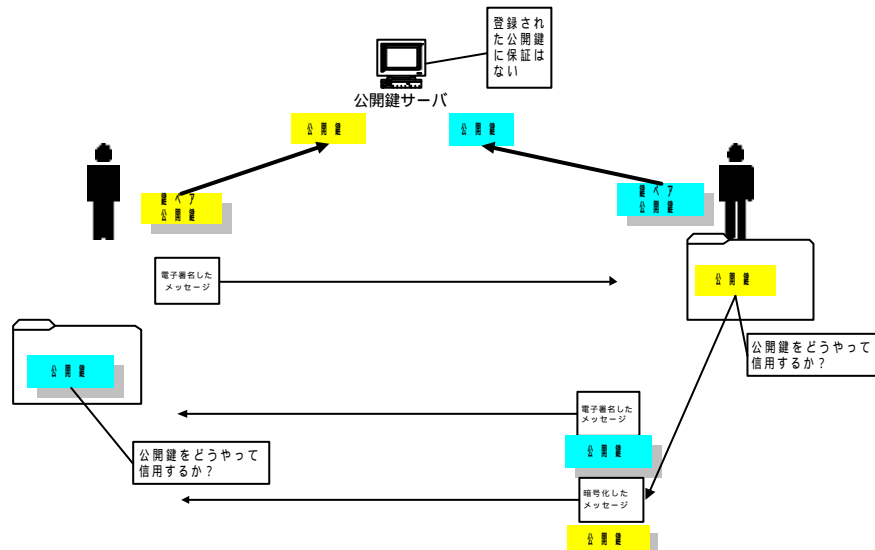 登録され
た公開鍵
に保証は
ない
公開鍵サーバ
公開鍵
公開鍵
鍵ペア
公開鍵
鍵ペア
公開鍵
電子署名した
メッセージ
公開鍵
公開鍵をどうやって
信用するか？
公開鍵
電子署名した
メッセージ
公開鍵
公開鍵をどうやって
信用するか？
暗号化した
メッセージ
公開鍵